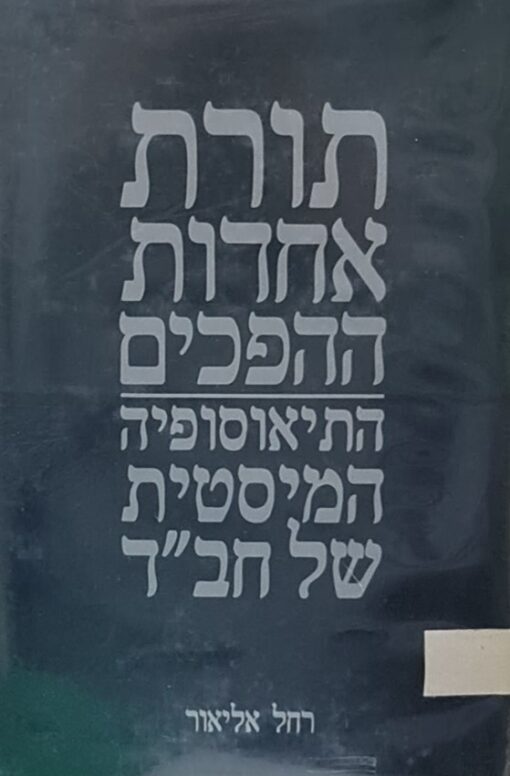 תורת
אחדות
ההפכים
התיאוסופיה
המיסטית
של חב״ד
רחל אליאור